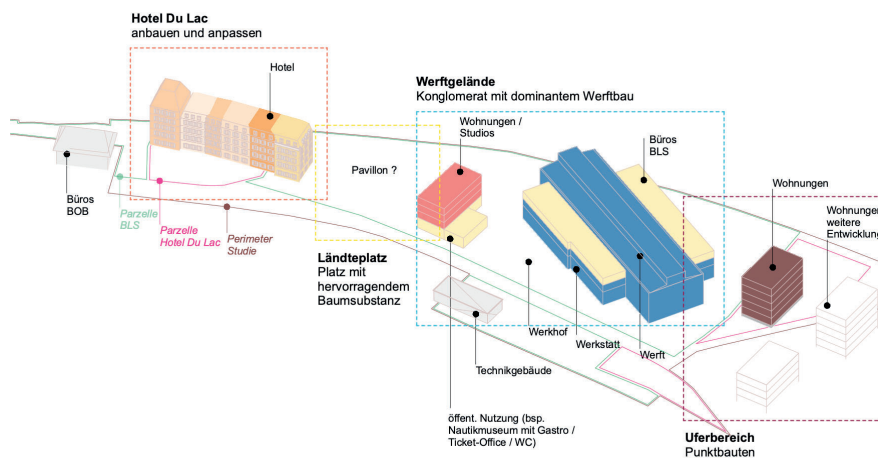 Hotel Du Lac
anbauen und anpassen
Hotel
Werftgelände
Konglomerat mit dominantem Werftbau
Wohnungen /
Studios
Büros
BLS
Pavillon ?
Wohnungen
Wohnungen
weitere
Entwicklung
Büros
BOB
Parzelle
BLS
Parzelle
Hotel Du Lac
Perimeter
Studie
Ländteplatz
Platz mit
hervorragendem
Baumsubstanz
Werkhof
Werkstatt
Werft
Technikgebäude
öffent. Nutzung (bsp.
Nautikmuseum mit Gastro /
Ticket-Office / WC)
Uferbereich
Punktbauten